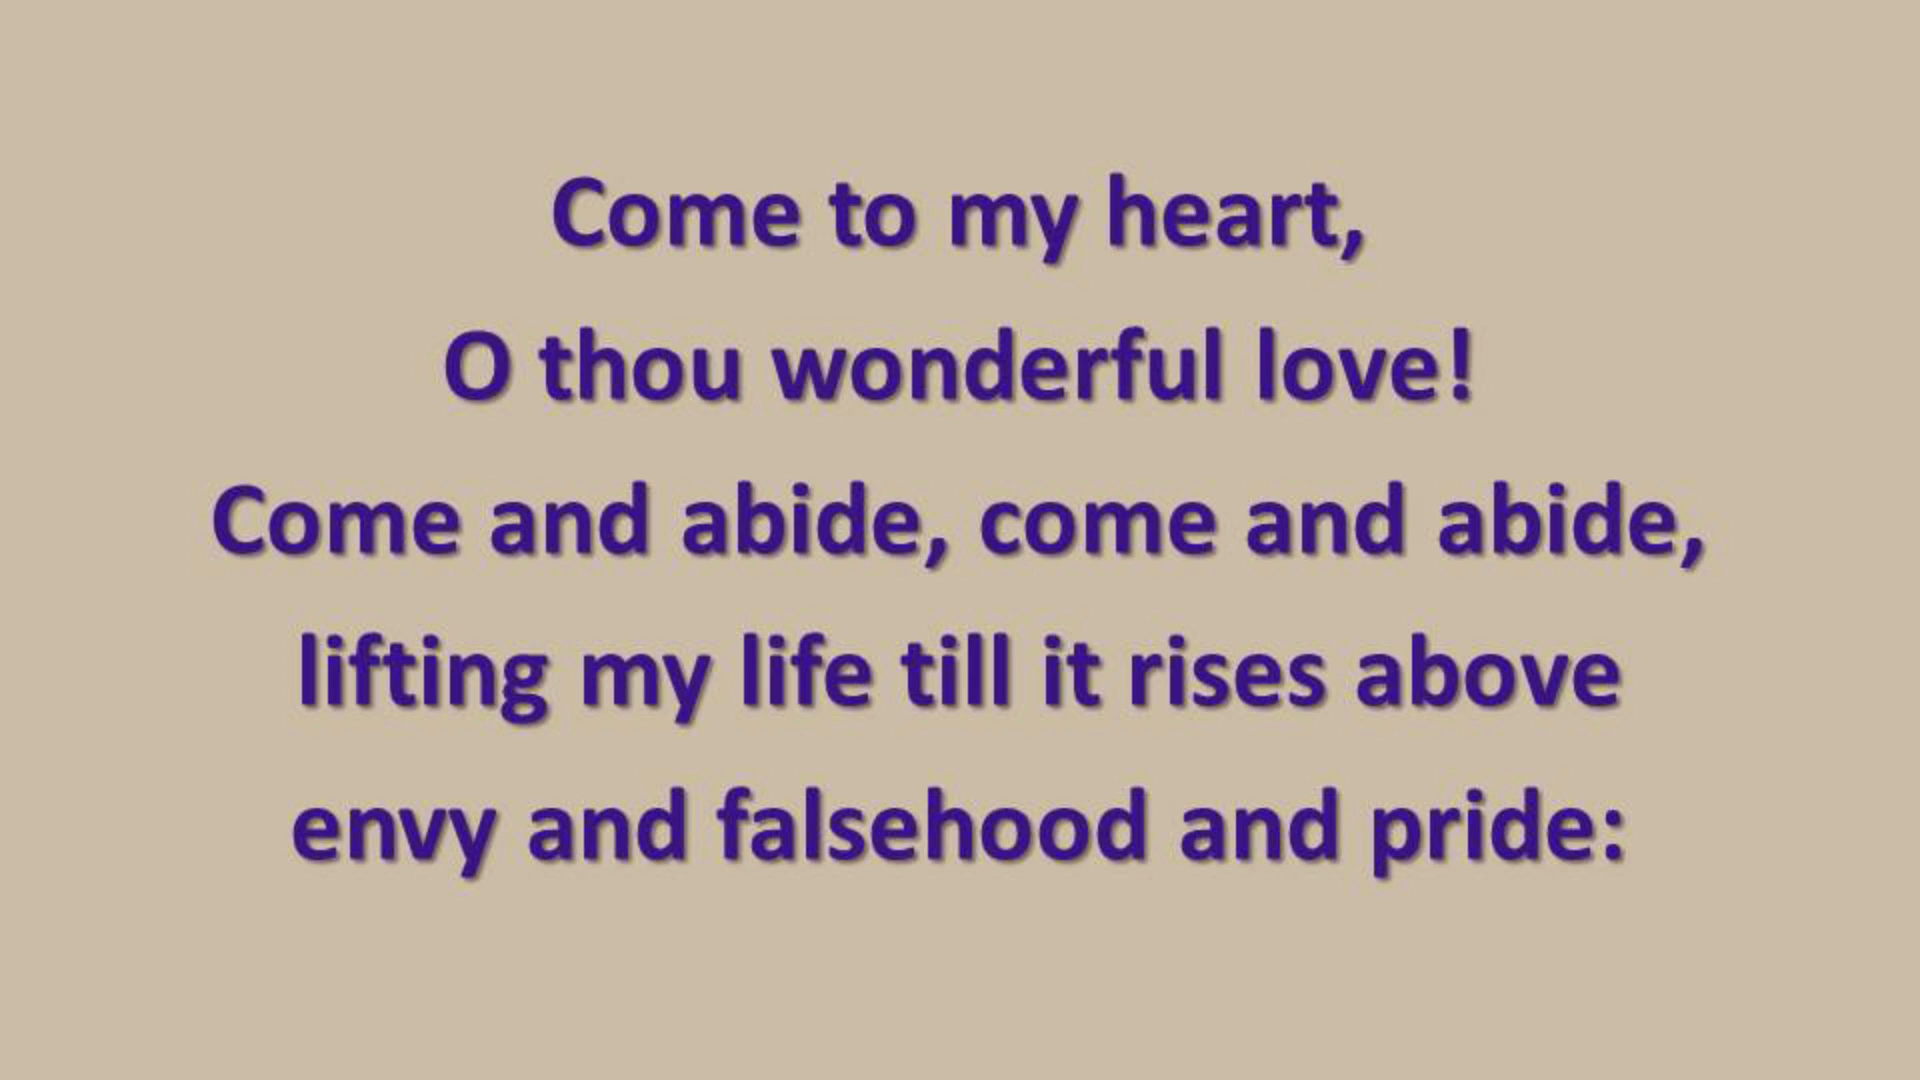 Come to my heart,
O thou wonderful love!
Come and abide, come and abide,
lifting my life till it rises above
envy and falsehood and pride: